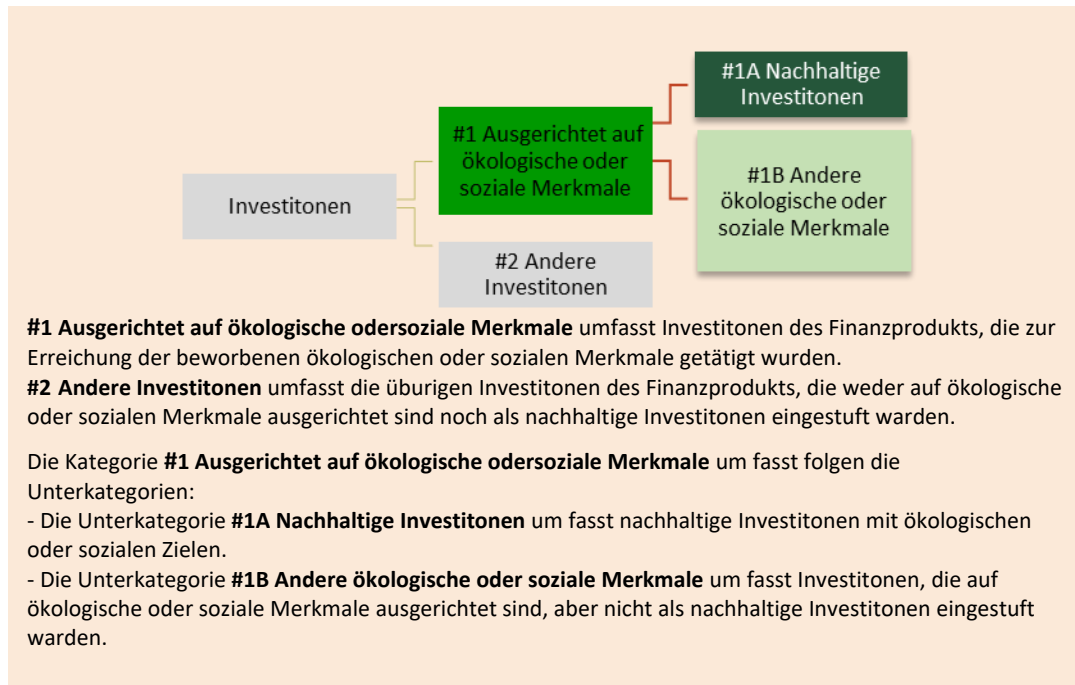 #1A Nachhaltige
Investitonen
#1 Ausgerichtet auf
ökologische oder
soziale Merkmale
#1B Andere
ökologische oder
soziale Merkmale
Investitonen
#2 Andere
Investitonen
#1 Ausgerichtet auf ökologische odersoziale Merkmale umfasst Investitonen des Finanzprodukts, die zur
Erreichung der beworbenen ökologischen oder sozialen Merkmale getätigt wurden.
#2 Andere Investitonen umfasst die überigen Investitonen des Finanzprodukts, die weder auf ökologische
oder sozialen Merkmale ausgerichtet sind noch als nachhaltige Investitonen eingestuft warden.
Die Kategorie #1 Ausgerichtet auf ökologische odersoziale Merkmale um fasst folgen die
Unterkategorien:
- Die Unterkategorie #1A Nachhaltige Investitonen um fasst nachhaltige Investitonen mit ökologischen
oder sozialen Zielen.
- Die Unterkategorie #1B Andere ökologische oder soziale Merkmale um fasst Investitonen, die auf
ökologische oder soziale Merkmale ausgerichtet sind, aber nicht als nachhaltige Investitonen eingestuft
warden.